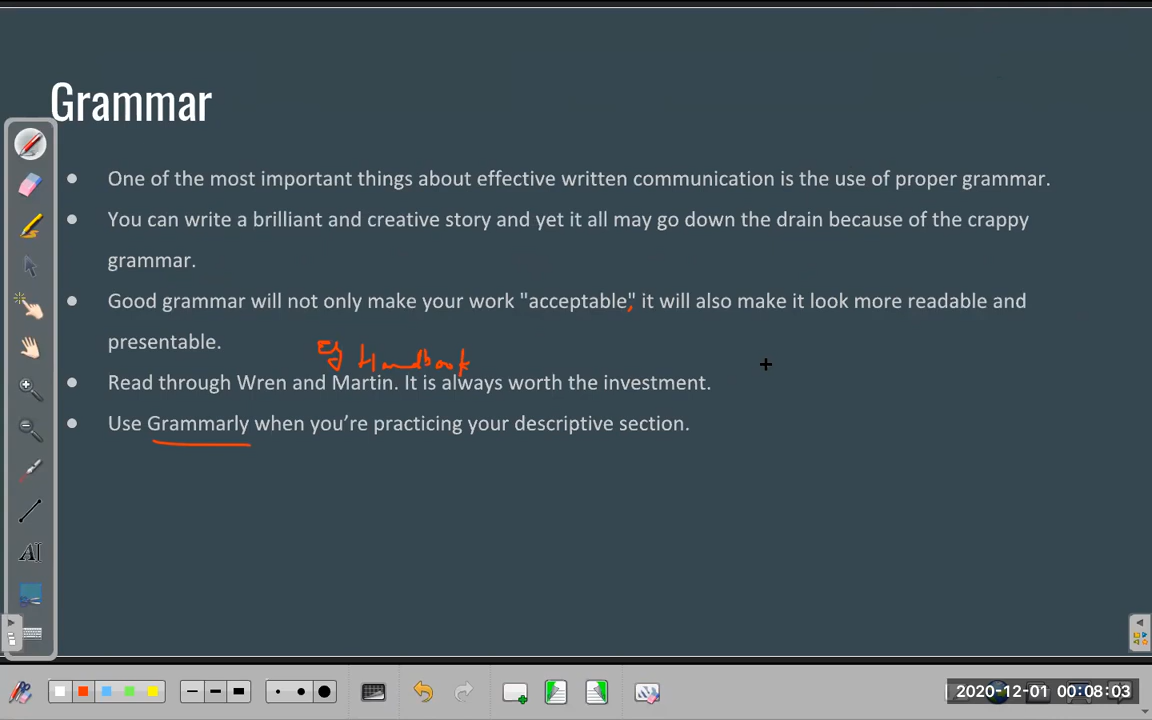 Grammar
One of the most important things about effective written communication is the use of proper grammar.
You can write a brilliant and creative story and yet it all may go down the drain because of the crappy
grammar.
Good grammar will not only make your work "acceptable", it will also make it look more readable and
presentable.
Eg Handbook
Read through Wren and Martin. It is always worth the investment.
Use Grammarly when you’re practicing your descriptive section.
AI
2020-12-01 00:08:03